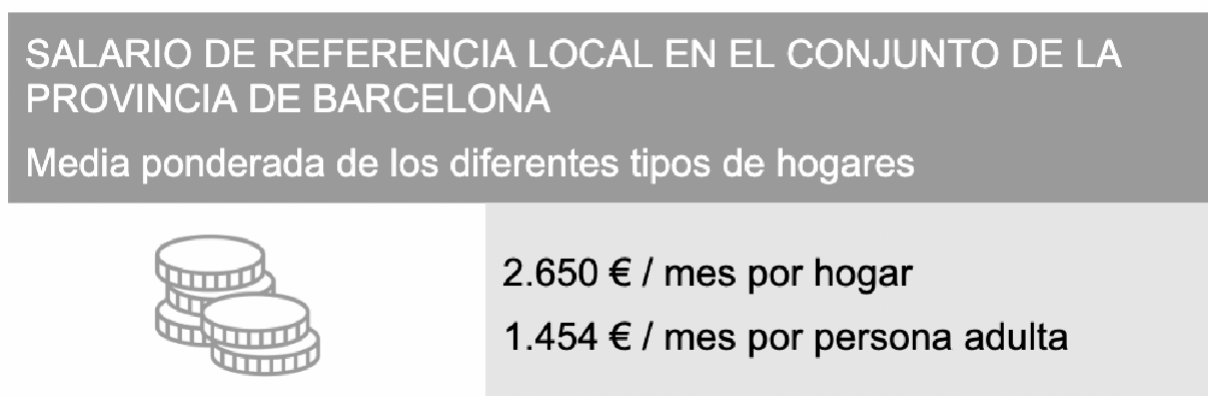 SALARIO DE REFERENCIA LOCAL EN EL CONJUNTO DE LA
PROVINCIA DE BARCELONA
Media ponderada de los diferentes tipos de hogares
2.650 € / mes por hogar
1.454 € / mes por persona adulta